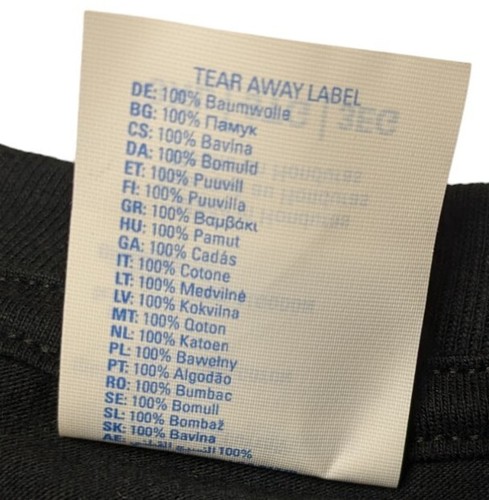 TEAR AWAY LABEL
DE: 100% Baumwolle
BG: 100% Памук
CS: 100% Bavlna
DA: 100% Bomuld
ET: 100% Puuvill
FI: 100% Puuvilla
GR: 100% Βαμβάκι
HU: 100% Pamut
GA: 100% Cadás
IT: 100% Cotone
LT: 100% Medvilnė
LV: 100% Kokvilna
MT: 100% Qoton
NL: 100% Katoen
PL: 100% Bawełny
PT: 100% Algodão
RO: 100% Bumbac
SE: 100% Bomull
SL: 100% Bombaž
SK: 100% Bavlna
AE: 100%